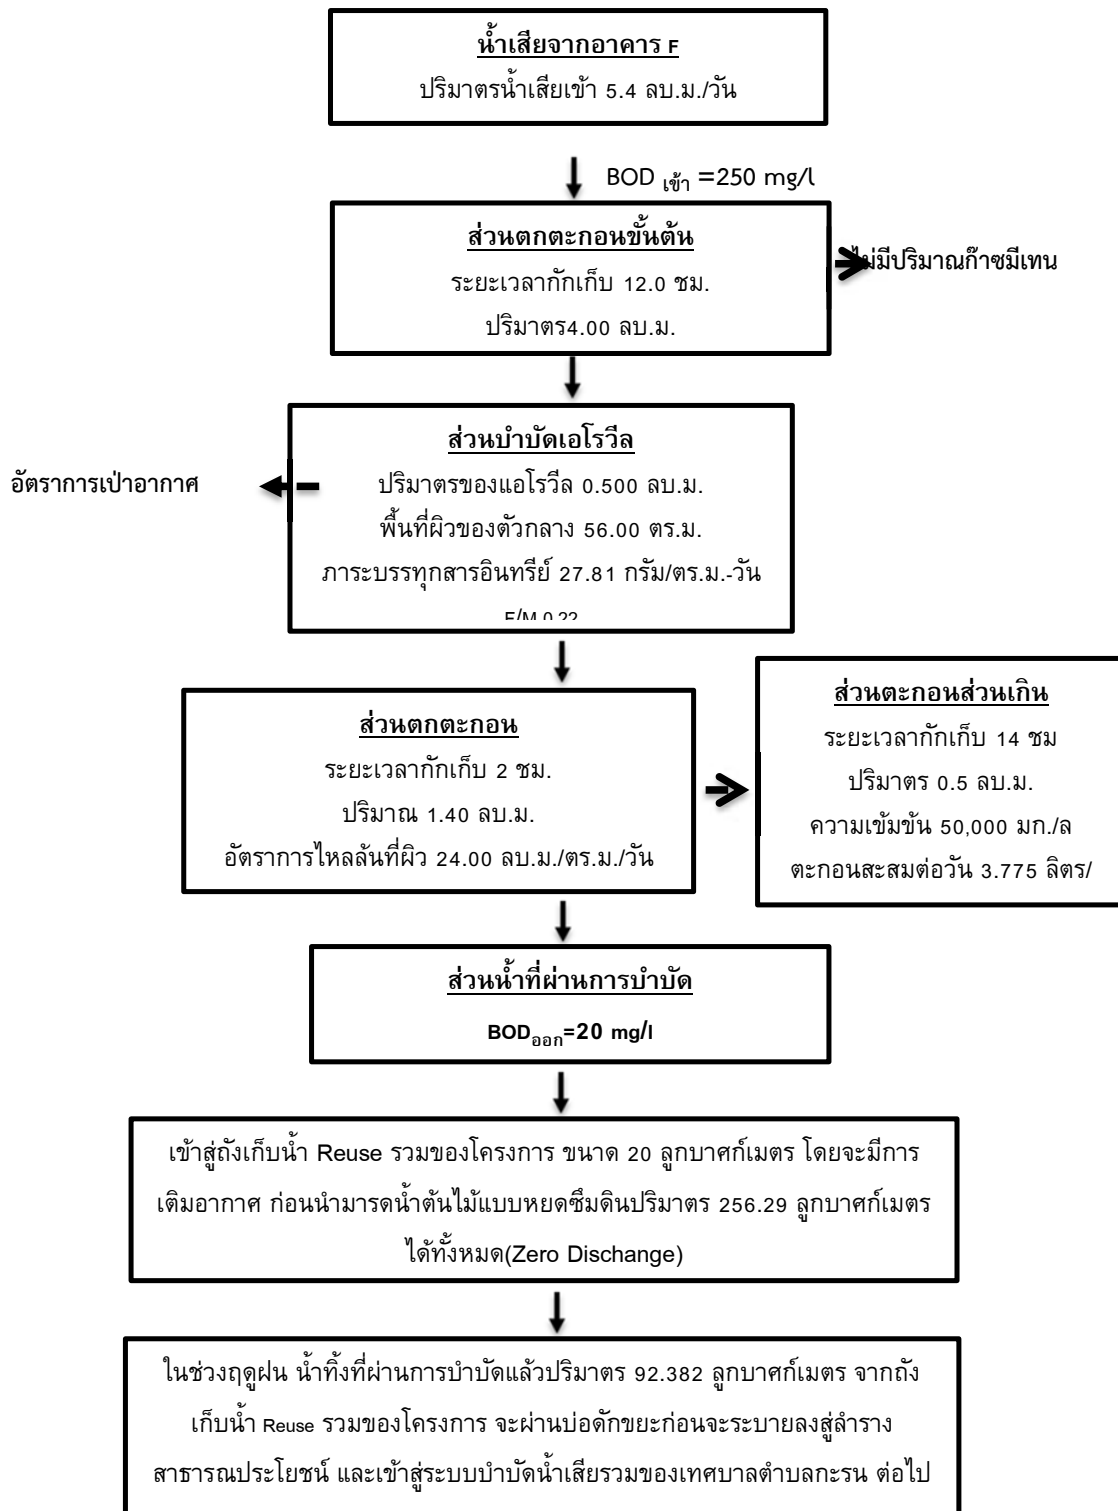 น้ำเสียจากอาคาร F
ปริมาตรน้ำเสียเข้า 5.4 ลบ.ม./วัน
BOD เข้า =250 mg/l
ส่วนตกตะกอนขั้นต้น
ระยะเวลากักเก็บ 12.0 ชม.
ปริมาตร4.00 ลบ.ม.
ไม่มีปริมาณก๊าซมีเทน
ส่วนบำบัดเอโรวีล
ปริมาตรของแอโรวีล 0.500 ลบ.ม.
พื้นที่ผิวของตัวกลาง 56.00 ตร.ม.
ภาระบรรทุกสารอินทรีย์ 27.81 กรัม/ตร.ม.-วัน
F/M 0.22
อัตราการเป่าอากาศ
ส่วนตกตะกอน
ระยะเวลากักเก็บ 2 ชม.
ปริมาณ 1.40 ลบ.ม.
อัตราการไหลล้นที่ผิว 24.00 ลบ.ม./ตร.ม./วัน
ส่วนตะกอนส่วนเกิน
ระยะเวลากักเก็บ 14 ชม
ปริมาตร 0.5 ลบ.ม.
ความเข้มข้น 50,000 มก./ล
ตะกอนสะสมต่อวัน 3.775 ลิตร/
ส่วนน้ำที่ผ่านการบำบัด
BODออก=20 mg/l
เข้าสู่ถังเก็บน้ำ Reuse รวมของโครงการ ขนาด 20 ลูกบาศก์เมตร โดยจะมีการ
เติมอากาศ ก่อนนำมารดน้ำต้นไม้แบบหยดซึมดินปริมาตร 256.29 ลูกบาศก์เมตร
ได้ทั้งหมด(Zero Dischange)
ในช่วงฤดูฝน น้ำทิ้งที่ผ่านการบำบัดแล้วปริมาตร 92.382 ลูกบาศก์เมตร จากถัง
เก็บน้ำ Reuse รวมของโครงการ จะผ่านบ่อดักขยะก่อนจะระบายลงสู่ลำราง
สาธารณประโยชน์ และเข้าสู่ระบบบำบัดน้ำเสียรวมของเทศบาลตำบลกะรน ต่อไป